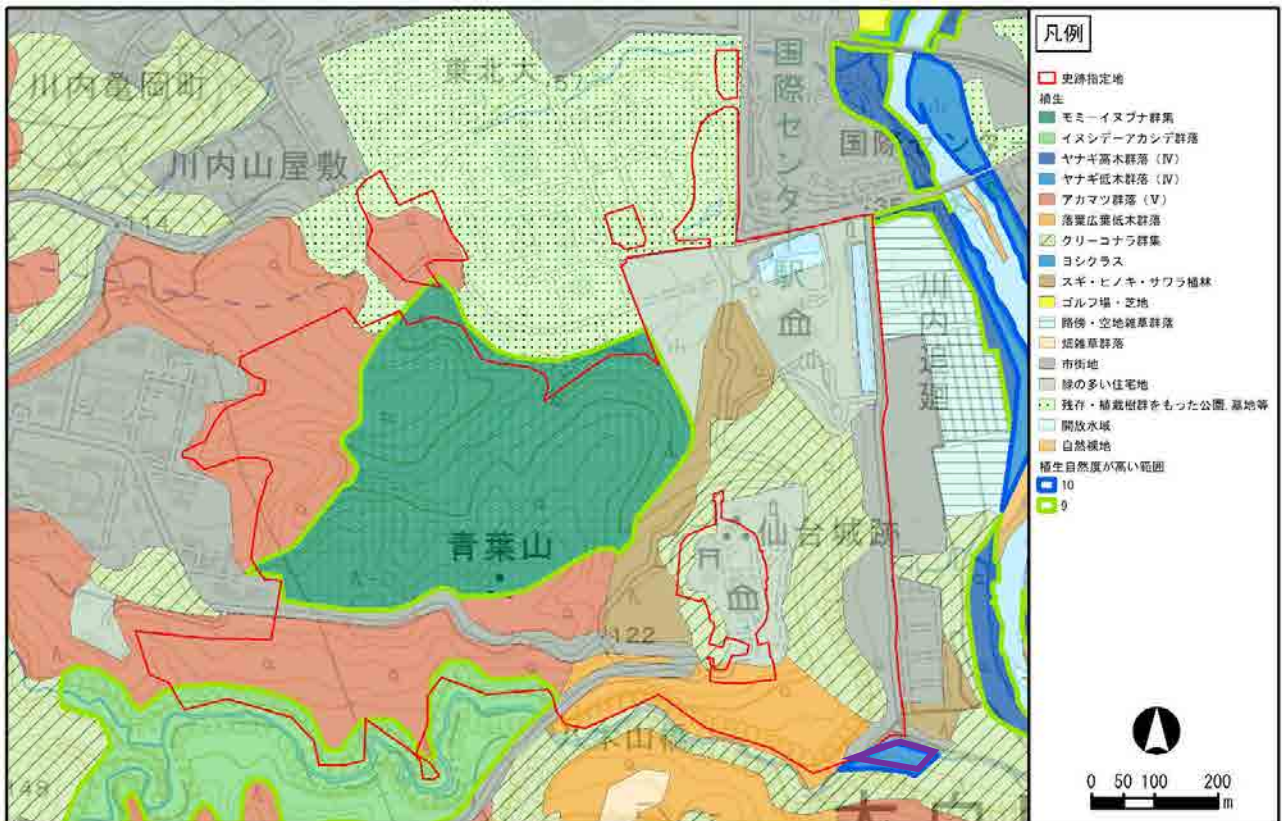 川内亀岡町
東北大
57
国際センター駅
国際センタ
川内山屋敷
114
35
川内追廻
仙台城跡
青葉山
122
148
凡例
史跡指定地
植生
モミーイヌブナ群集
イヌシデーアカシデ群落
ヤナギ高木群落（Ⅳ）
ヤナギ低木群落（Ⅳ）
アカマツ群落（Ⅴ）
落葉広葉低木群落
クリーコナラ群集
ヨシクラス
スギ・ヒノキ・サワラ植林
ゴルフ場・芝地
路傍・空地雑草群落
畑雑草群落
市街地
緑の多い住宅地
残存・植栽樹群をもった公園、墓地等
開放水域
自然裸地
植生自然度が高い範囲
10
9
0 50 100 200
m